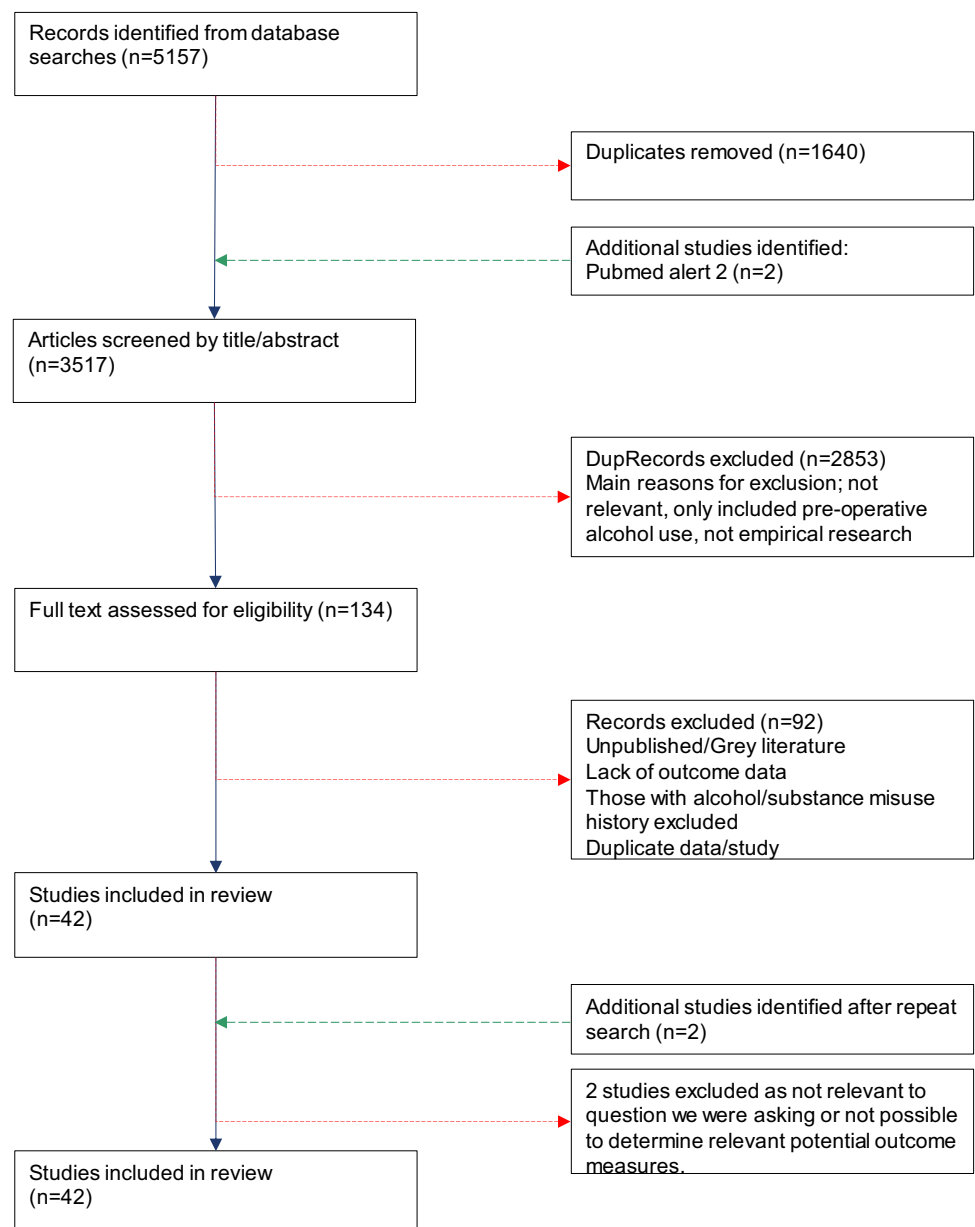 Records identified from database
searches (n=5157)
Duplicates removed (n=1640)
Additional studies identified:
Pubmed alert 2 (n=2)
Articles screened by title/abstract
(n=3517)
DupRecords excluded (n=2853)
Main reasons for exclusion; not
relevant, only included pre-operative
alcohol use, not empirical research
Full text assessed for eligibility (n=134)
Records excluded (n=92)
Unpublished/Grey literature
Lack of outcome data
Those with alcohol/substance misuse
history excluded
Duplicate data/study
Studies included in review
(n=42)
Additional studies identified after repeat
search (n=2)
2 studies excluded as not relevant to
question we were asking or not possible
to determine relevant potential outcome
measures.
Studies included in review
(n=42)